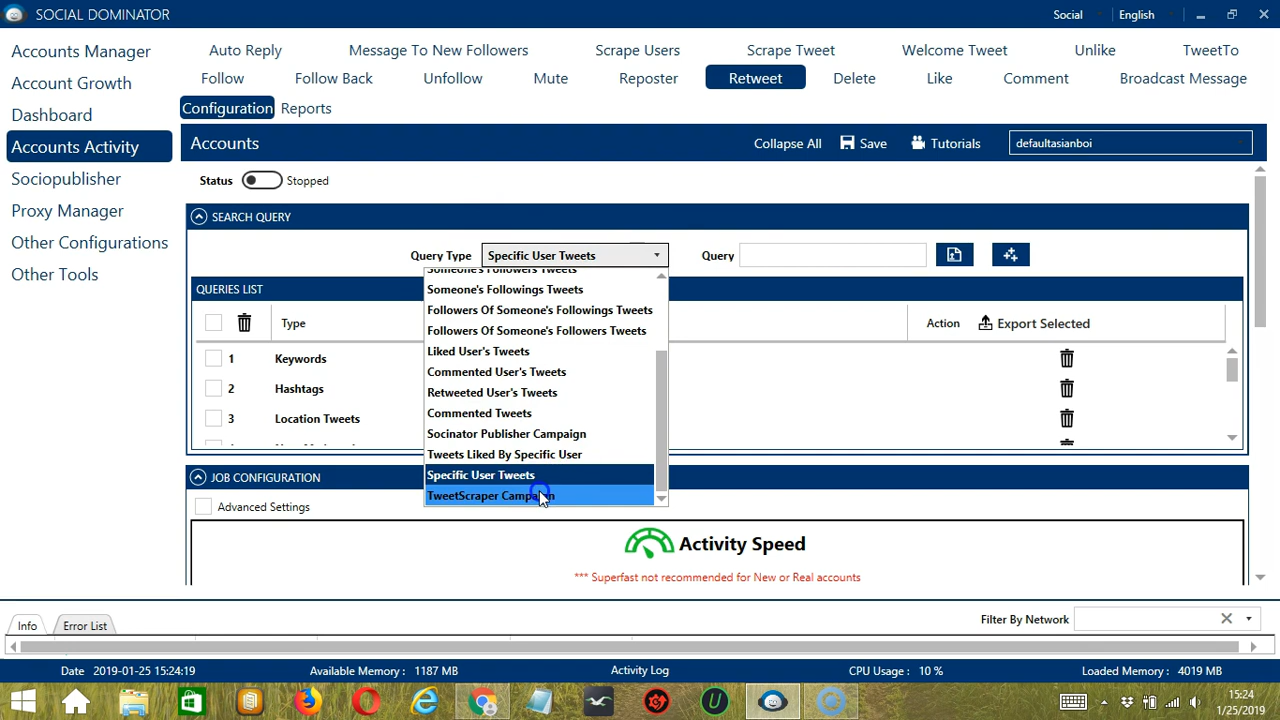 SOCIAL DOMINATOR
Social
English
Accounts Manager
Account Growth
Dashboard
Accounts Activity
Sociopublisher
Proxy Manager
Other Configurations
Other Tools
Auto Reply
Message To New Followers
Scrape Users
Scrape Tweet
Welcome Tweet
Unlike
TweetTo
Follow
Follow Back
Unfollow
Mute
Reposter
Retweet
Delete
Like
Comment
Broadcast Message
Configuration
Reports
Accounts
Collapse All
Save
Tutorials
defaultasianboi
Status
Stopped
SEARCH QUERY
Query Type
Specific User Tweets
Query
QUERIES LIST
Type
Action
Export Selected
1 Keywords
2 Hashtags
3 Location Tweets
Someone's Followers Tweets
Someone's Followings Tweets
Followers Of Someone's Followings Tweets
Followers Of Someone's Followers Tweets
Liked User's Tweets
Commented User's Tweets
Retweeted User's Tweets
Commented Tweets
Socinator Publisher Campaign
Tweets Liked By Specific User
Specific User Tweets
TweetScraper Campaign
JOB CONFIGURATION
Advanced Settings
Activity Speed
*** Superfast not recommended for New or Real accounts
Info
Error List
Filter By Network
Date 2019-01-25 15:24:19
Available Memory : 1187 MB
Activity Log
CPU Usage : 10 %
Loaded Memory : 4019 MB
15:24
1/25/2019